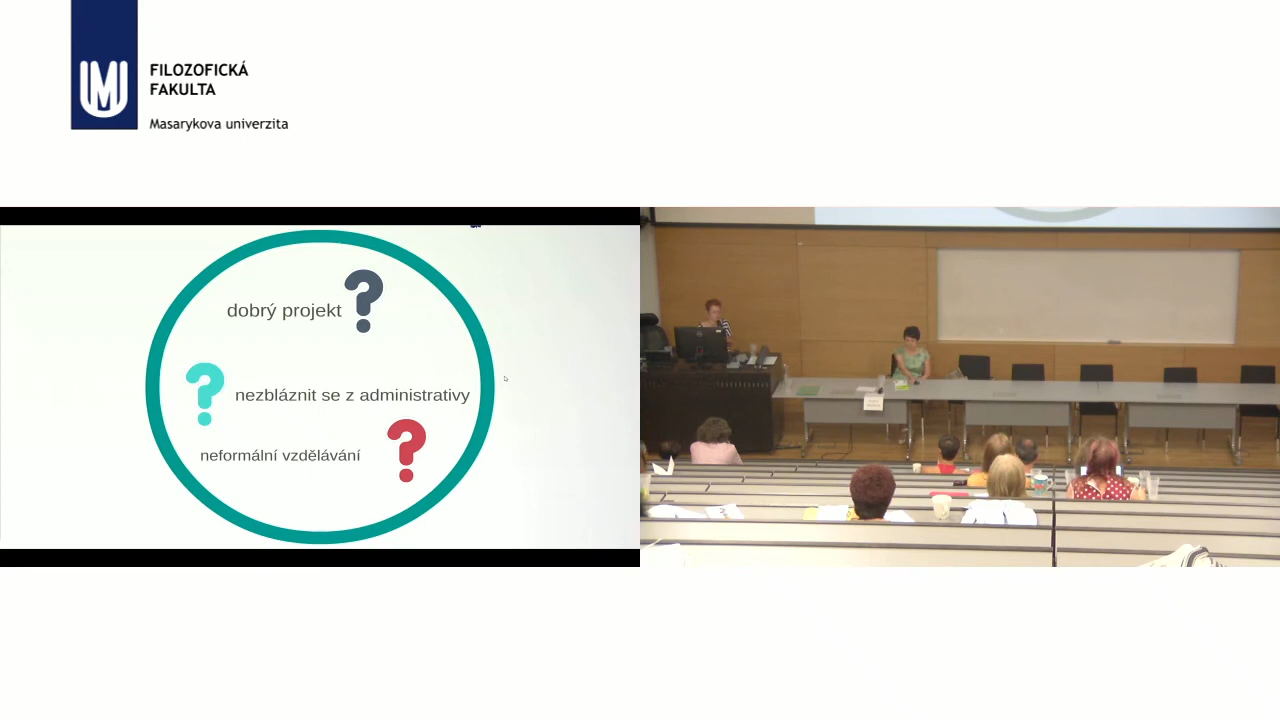 FILOZOFICKÁ
FAKULTA
Masarykova univerzita
dobrý projekt ?
? nezbláznit se z administrativy
neformální vzdělávání ?